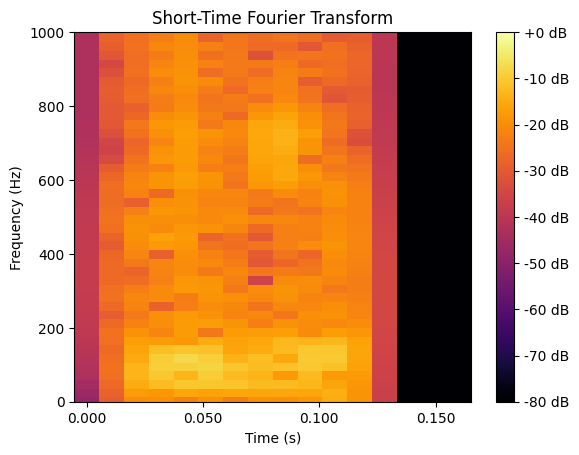 Short-Time Fourier Transform
1000
800
600
400
200
0
Frequency (Hz)
0.000
0.050
0.100
0.150
Time (s)
+0 dB
-10 dB
-20 dB
-30 dB
-40 dB
-50 dB
-60 dB
-70 dB
-80 dB